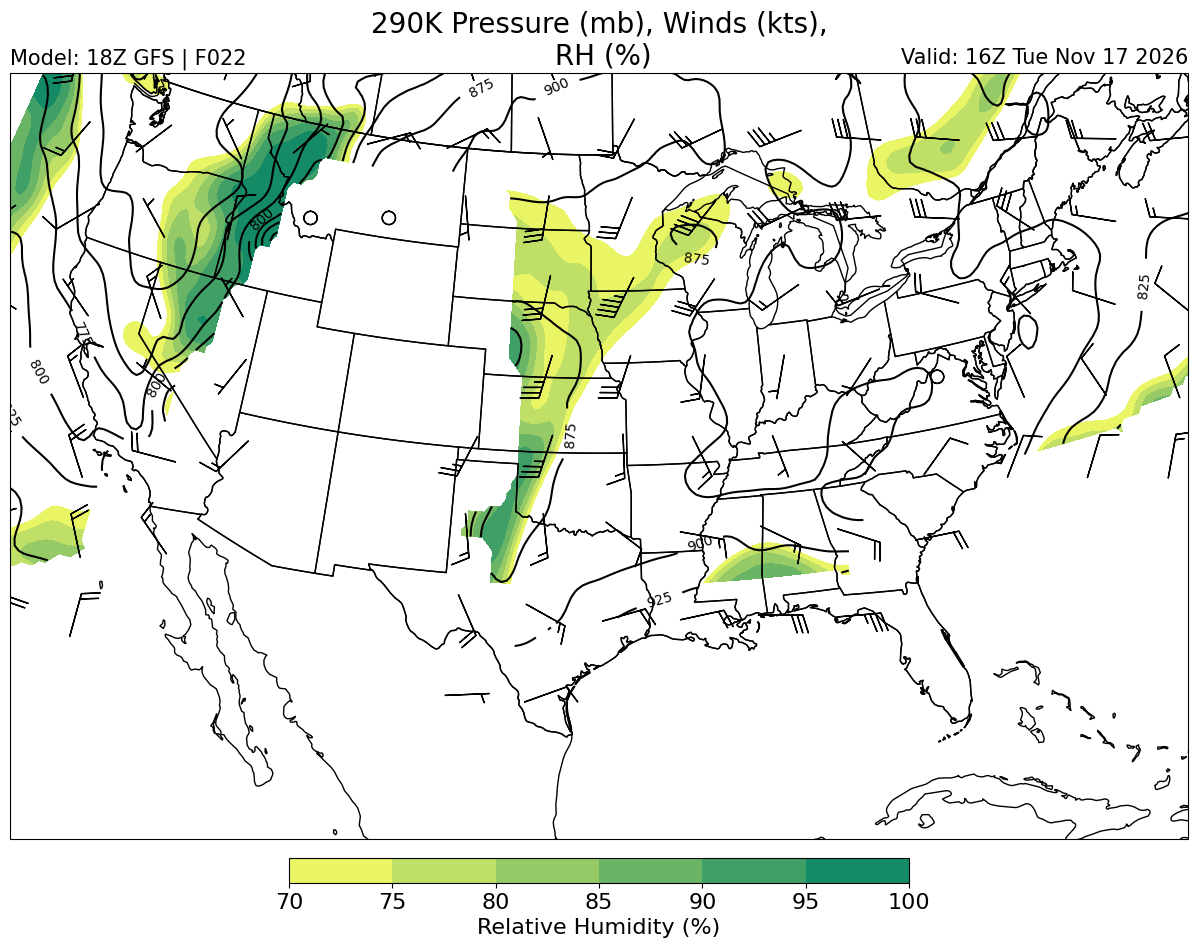 290K Pressure (mb), Winds (kts),
RH (%)
Model: 18Z GFS | F022
Valid: 16Z Tue Nov 17 2026
875
900
800
875
825
800
800
875
900
925
70 75 80 85 90 95 100
Relative Humidity (%)